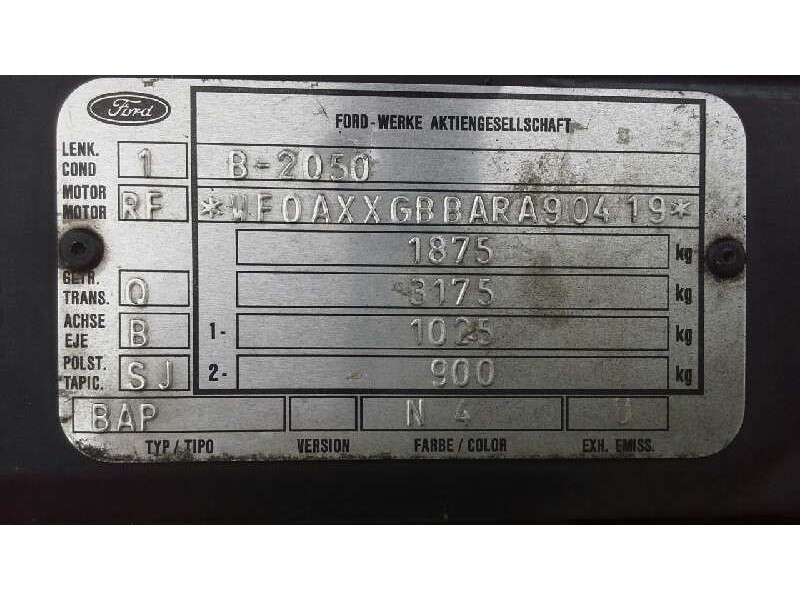 Ford
FORD-WERKE AKTIENGESELLSCHAFT
LENK. COND 1 B-2050
MOTOR MOTOR RF *WF0AXXGBBARA90419*
1875 kg
GETR. TRANS. Q 3175 kg
ACHSE EJE B 1- 1025 kg
POLST. TAPIC. SJ 2- 900 kg
BAP N 4
TYP / TIPO VERSION FARBE / COLOR EXH. EMISS.